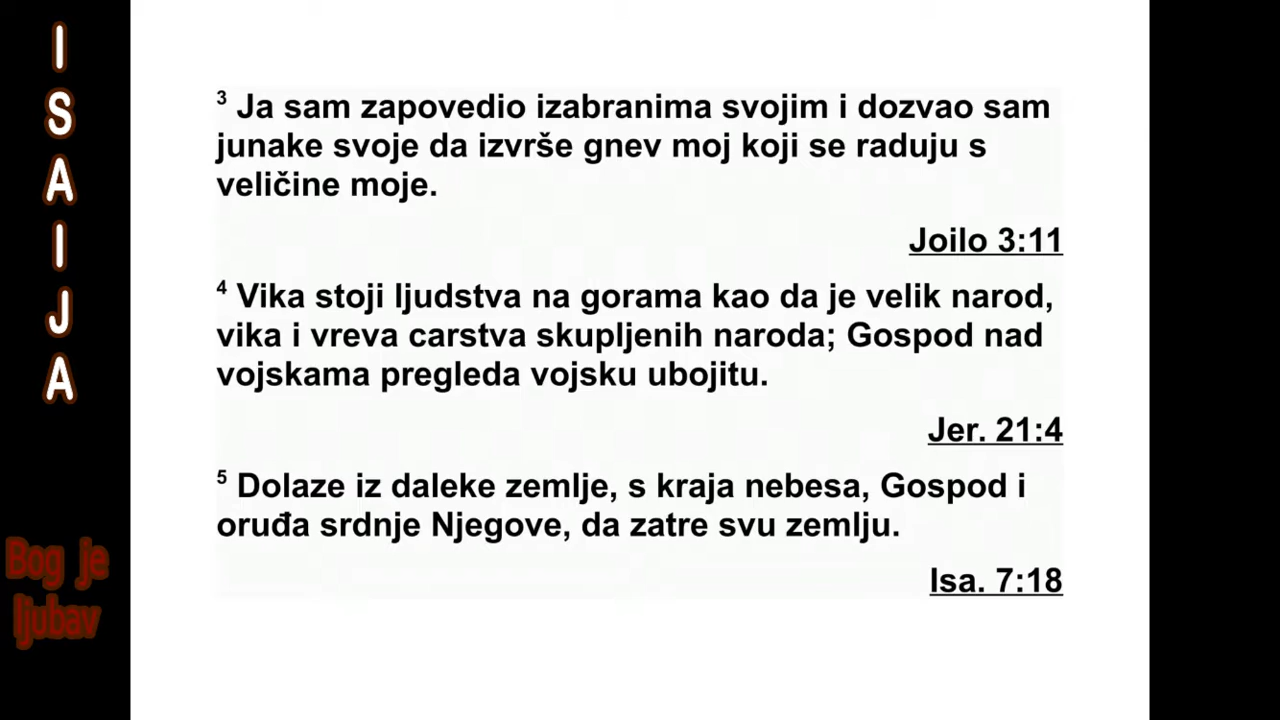 ISAIJA
3 Ja sam zapovedio izabranima svojim i dozvao sam
junake svoje da izvrše gnev moj koji se raduju s
veličine moje.
Joilo 3:11
4 Vika stoji ljudstva na gorama kao da je velik narod,
vika i vreva carstva skupljenih naroda; Gospod nad
vojskama pregleda vojsku ubojitu.
Jer. 21:4
5 Dolaze iz daleke zemlje, s kraja nebesa, Gospod i
oruđa srdnje Njegove, da zatre svu zemlju.
Isa. 7:18
Bog je
ljubav